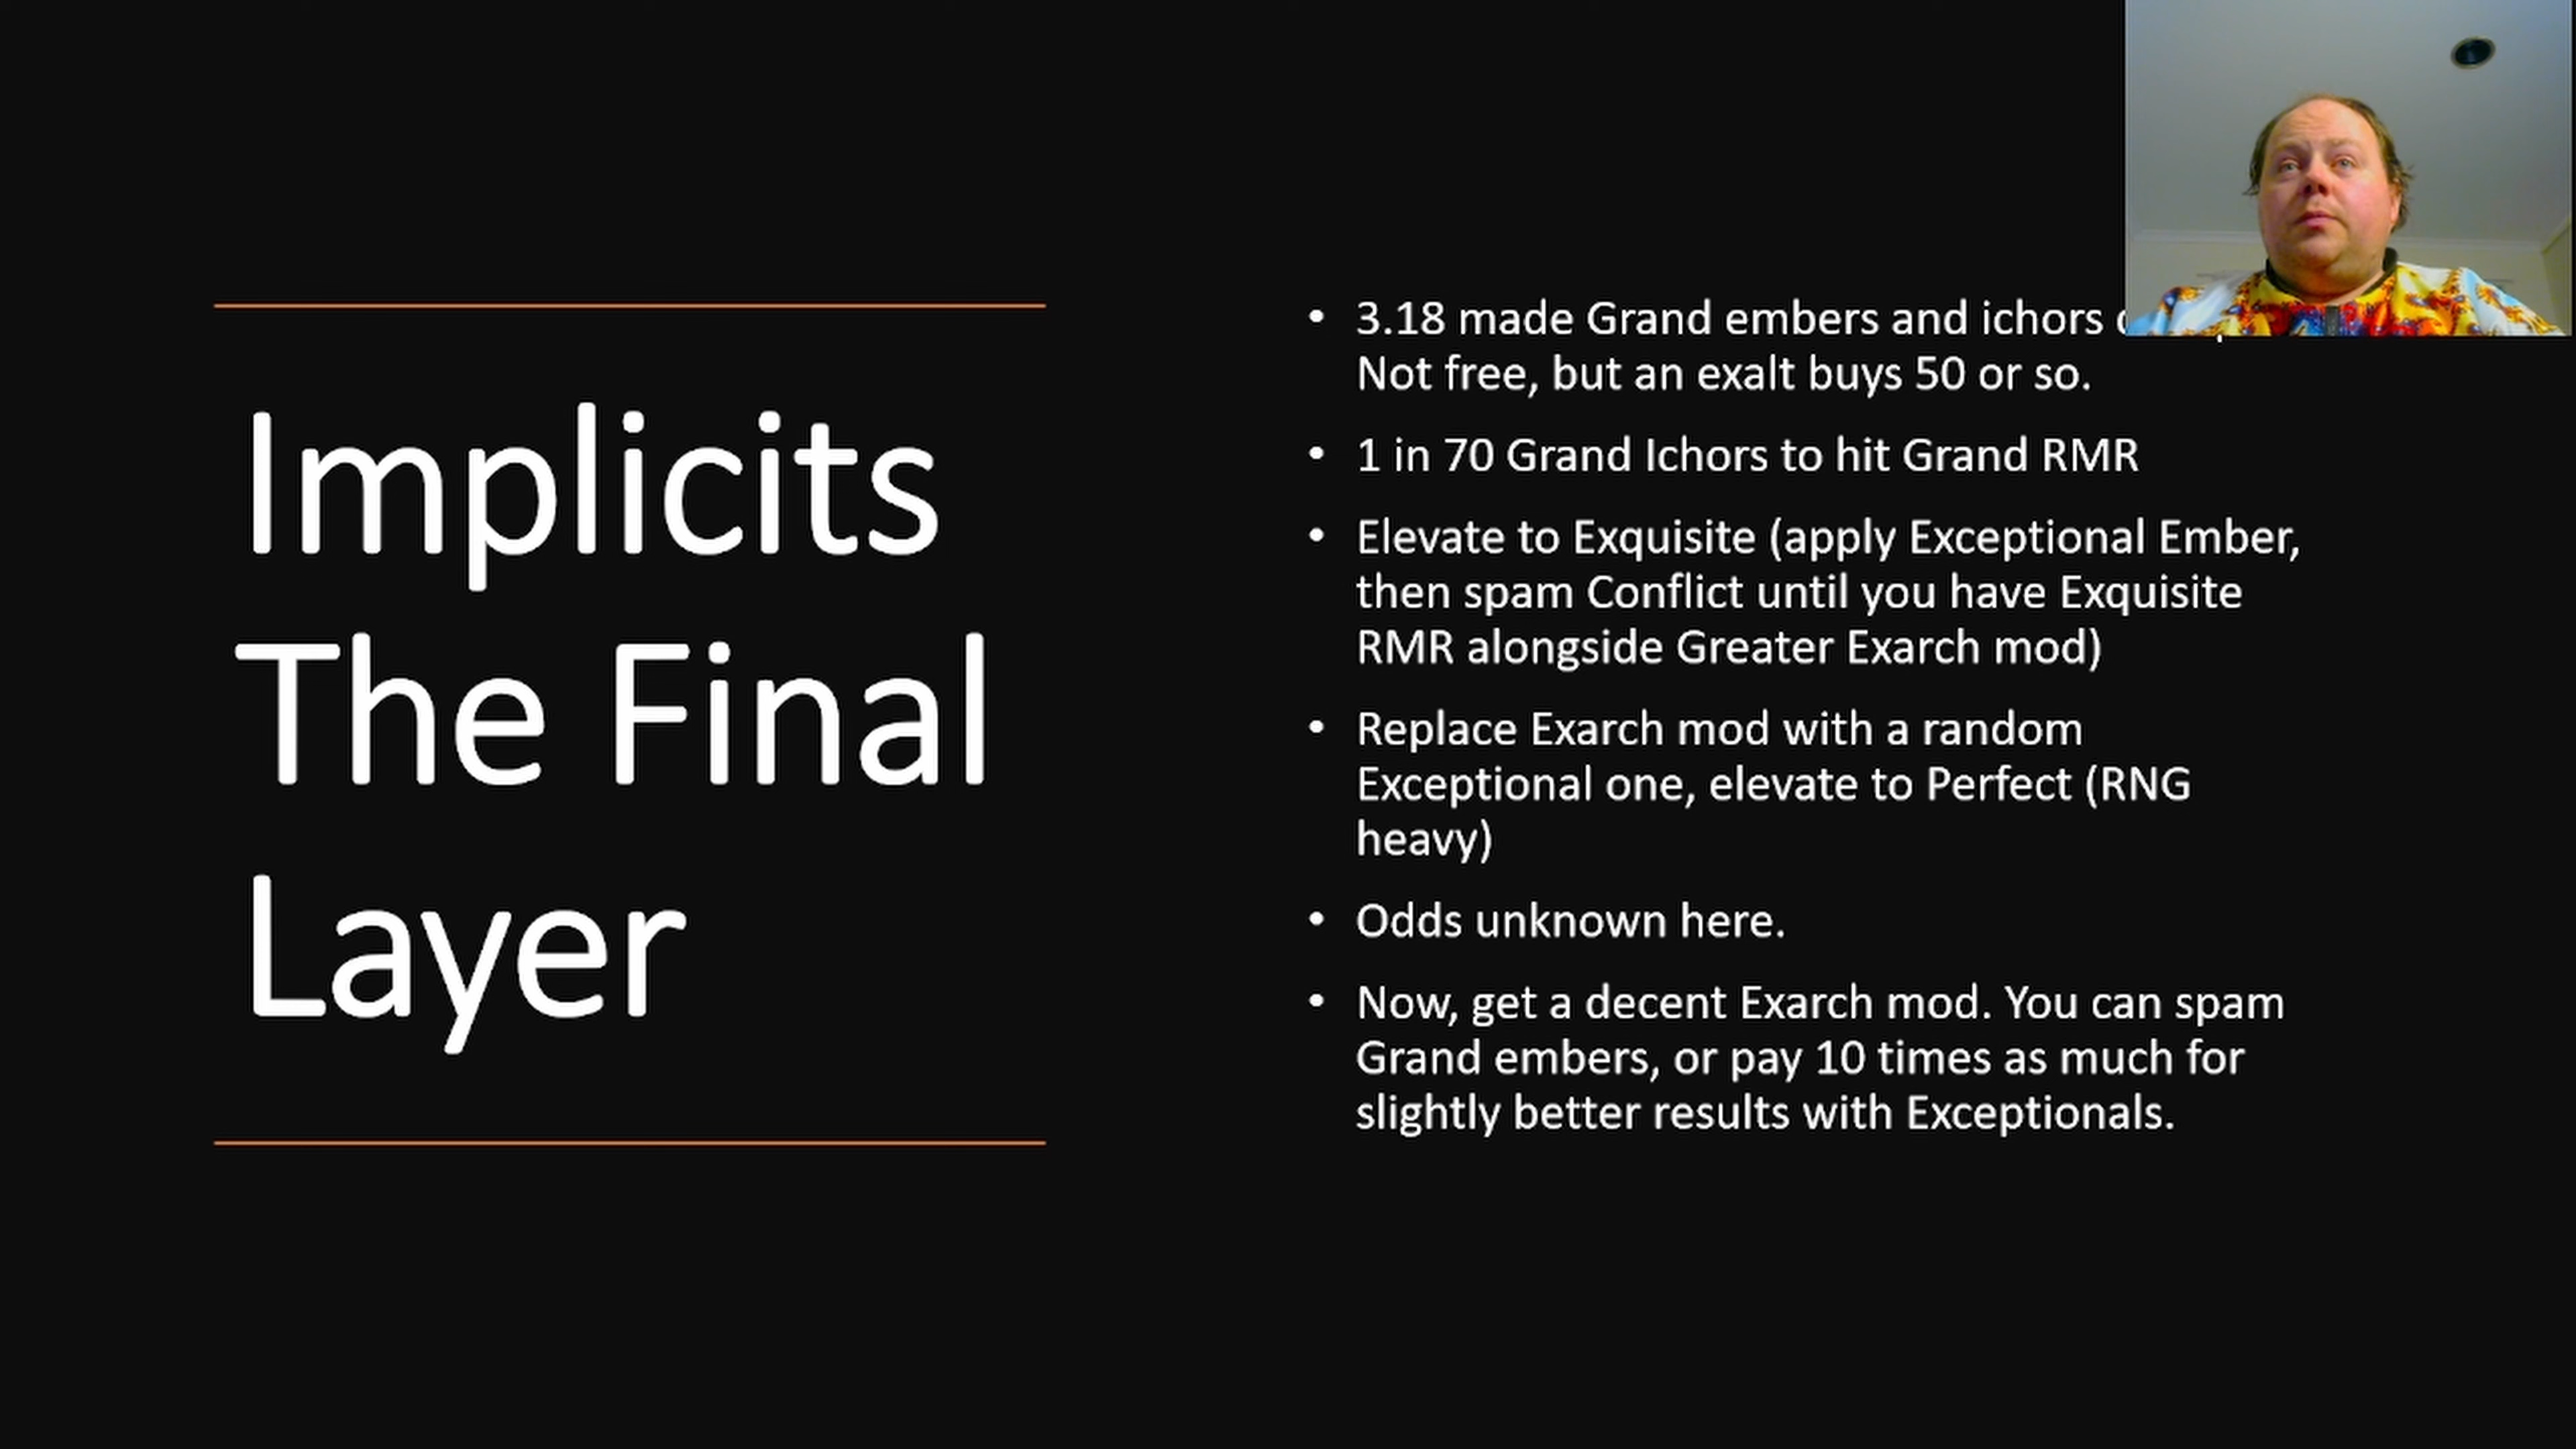 Implicits
The Final
Layer
• 3.18 made Grand embers and ichors
Not free, but an exalt buys 50 or so.
• 1 in 70 Grand Ichors to hit Grand RMR
• Elevate to Exquisite (apply Exceptional Ember,
then spam Conflict until you have Exquisite
RMR alongside Greater Exarch mod)
• Replace Exarch mod with a random
Exceptional one, elevate to Perfect (RNG
heavy)
• Odds unknown here.
• Now, get a decent Exarch mod. You can spam
Grand embers, or pay 10 times as much for
slightly better results with Exceptionals.